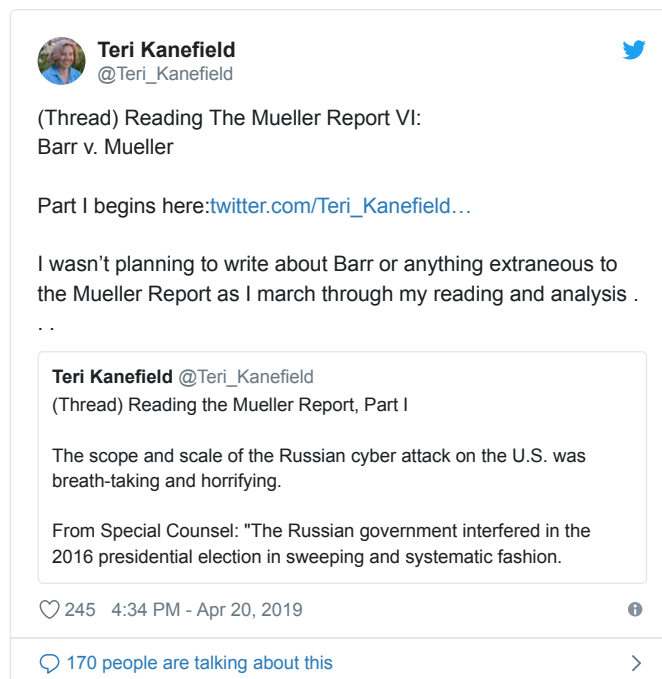 Teri Kanefield
@Teri_Kanefield
(Thread) Reading The Mueller Report VI:
Barr v. Mueller
Part I begins here:twitter.com/Teri_Kanefield…
I wasn’t planning to write about Barr or anything extraneous to
the Mueller Report as I march through my reading and analysis .
. .
Teri Kanefield @Teri_Kanefield
(Thread) Reading the Mueller Report, Part I
The scope and scale of the Russian cyber attack on the U.S. was
breath-taking and horrifying.
From Special Counsel: "The Russian government interfered in the
2016 presidential election in sweeping and systematic fashion.
245 4:34 PM - Apr 20, 2019
170 people are talking about this